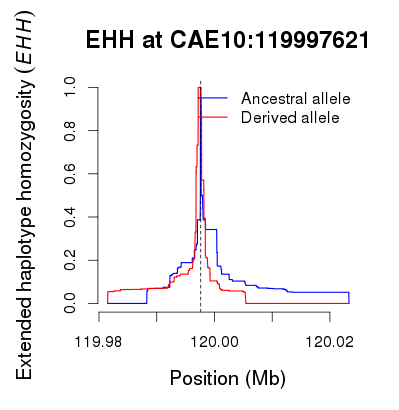 EHH at CAE10:119997621
Extended haplotype homozygosity (EHH)
1.0
0.8
0.6
0.4
0.2
0.0
Ancestral allele
Derived allele
119.98
120.00
120.02
Position (Mb)